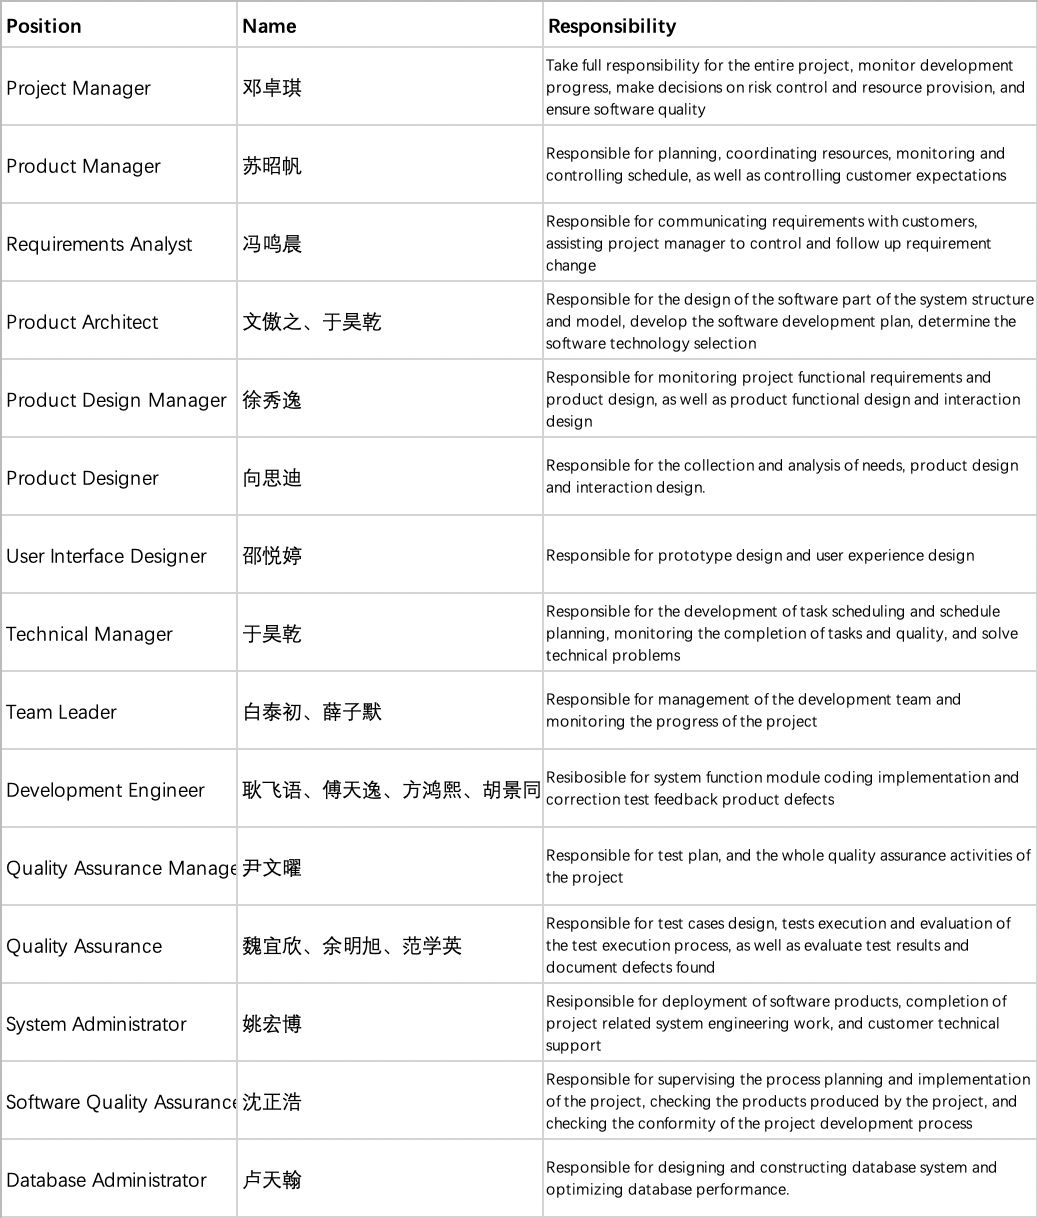 Position Name Responsibility
Project Manager 邓卓琪 Take full responsibility for the entire project, monitor development
progress, make decisions on risk control and resource provision, and
ensure software quality
Product Manager 苏昭帆 Responsible for planning, coordinating resources, monitoring and
controlling schedule, as well as controlling customer expectations
Requirements Analyst 冯鸣晨 Responsible for communicating requirements with customers,
assisting project manager to control and follow up requirement
change
Product Architect 文傲之、于昊乾 Responsible for the design of the software part of the system structure
and model, develop the software development plan, determine the
software technology selection
Product Design Manager 徐秀逸 Responsible for monitoring project functional requirements and
product design, as well as product functional design and interaction
design
Product Designer 向思迪 Responsible for the collection and analysis of needs, product design
and interaction design.
User Interface Designer 邵悦婷 Responsible for prototype design and user experience design
Technical Manager 于昊乾 Responsible for the development of task scheduling and schedule
planning, monitoring the completion of tasks and quality, and solve
technical problems
Team Leader 白泰初、薛子默 Responsible for management of the development team and
monitoring the progress of the project
Development Engineer 耿飞语、傅天逸、方鸿熙、胡景同 Resibosible for system function module coding implementation and
correction test feedback product defects
Quality Assurance Manage 尹文曜 Responsible for test plan, and the whole quality assurance activities of
the project
Quality Assurance 魏宜欣、余明旭、范学英 Responsible for test cases design, tests execution and evaluation of
the test execution process, as well as evaluate test results and
document defects found
System Administrator 姚宏博 Resiponsible for deployment of software products, completion of
project related system engineering work, and customer technical
support
Software Quality Assurance 沈正浩 Responsible for supervising the process planning and implementation
of the project, checking the products produced by the project, and
checking the conformity of the project development process
Database Administrator 卢天翰 Responsible for designing and constructing database system and
optimizing database performance.